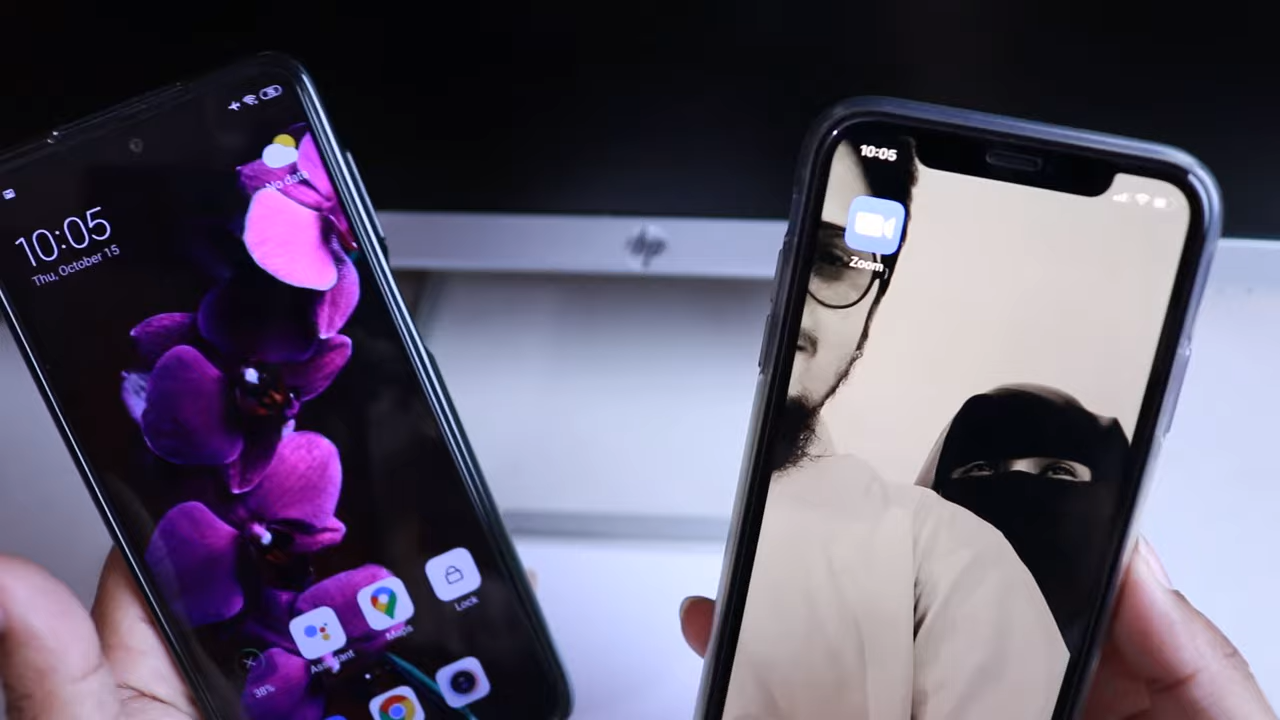 10:05
Thu, October 15
No data
Lock
Maps
Assistant
38%
hp
10:05
Zoom